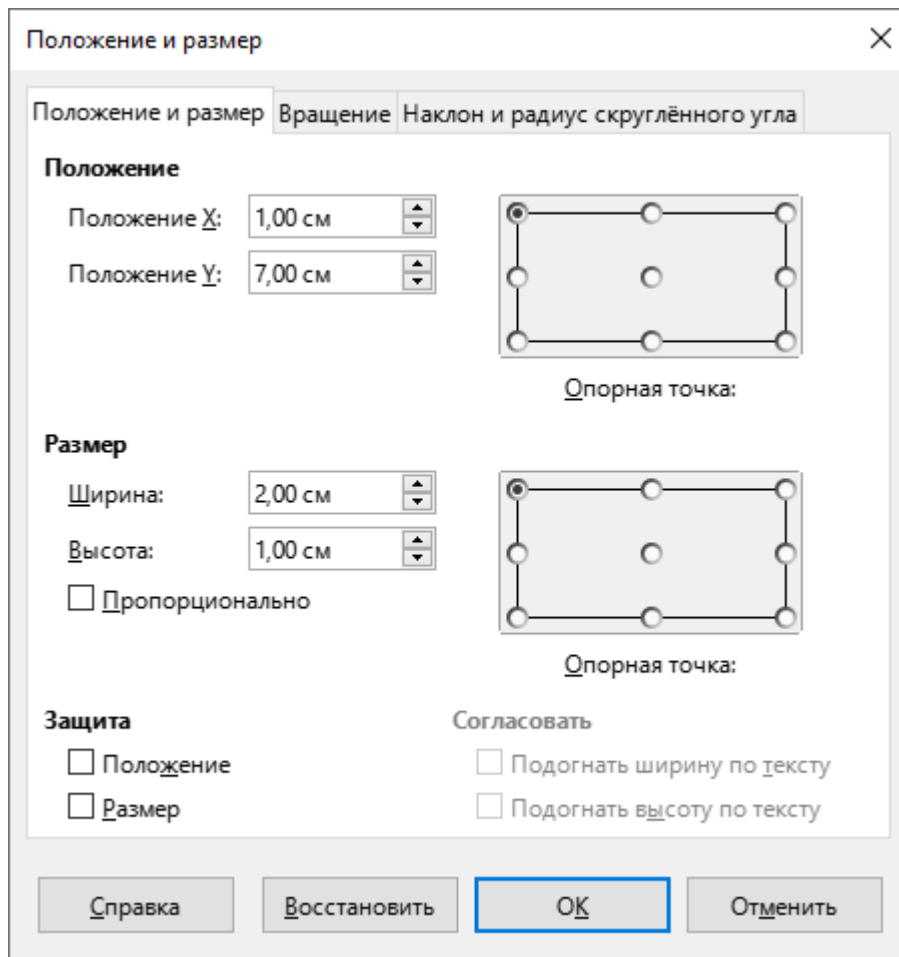 Положение и размер
Положение и размер Вращение Наклон и радиус скруглённого угла
Положение
Положение X: 1,00 см
Положение Y: 7,00 см
Опорная точка:
Размер
Ширина: 2,00 см
Высота: 1,00 см
Пропорционально
Опорная точка:
Защита Согласовать
Положение Подогнать ширину по тексту
Размер Подогнать высоту по тексту
Справка Восстановить OK Отменить